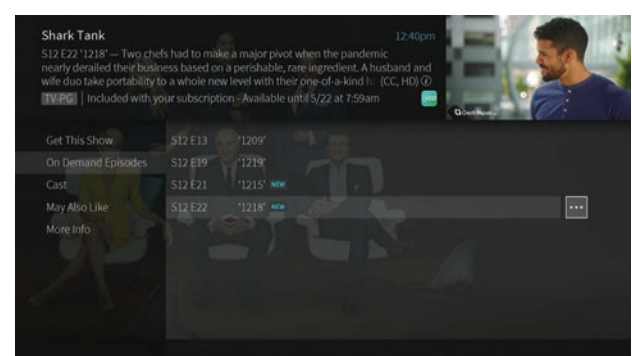 Shark Tank
12:40pm
S12 E22 '1218' — Two chefs had to make a major pivot when the pandemic
nearly derailed their business based on a perishable, rare ingredient. A husband and
wife duo take portability to a whole new level with their one-of-a-kind (CC, HD)
TV-PG | Included with your subscription - Available until 5/22 at 7:59am
Get This Show
S12 E13 '1209'
On Demand Episodes
S12 E19 '1219'
Cast
S12 E21 '1215' NEW
May Also Like
S12 E22 '1218' NEW
More Info